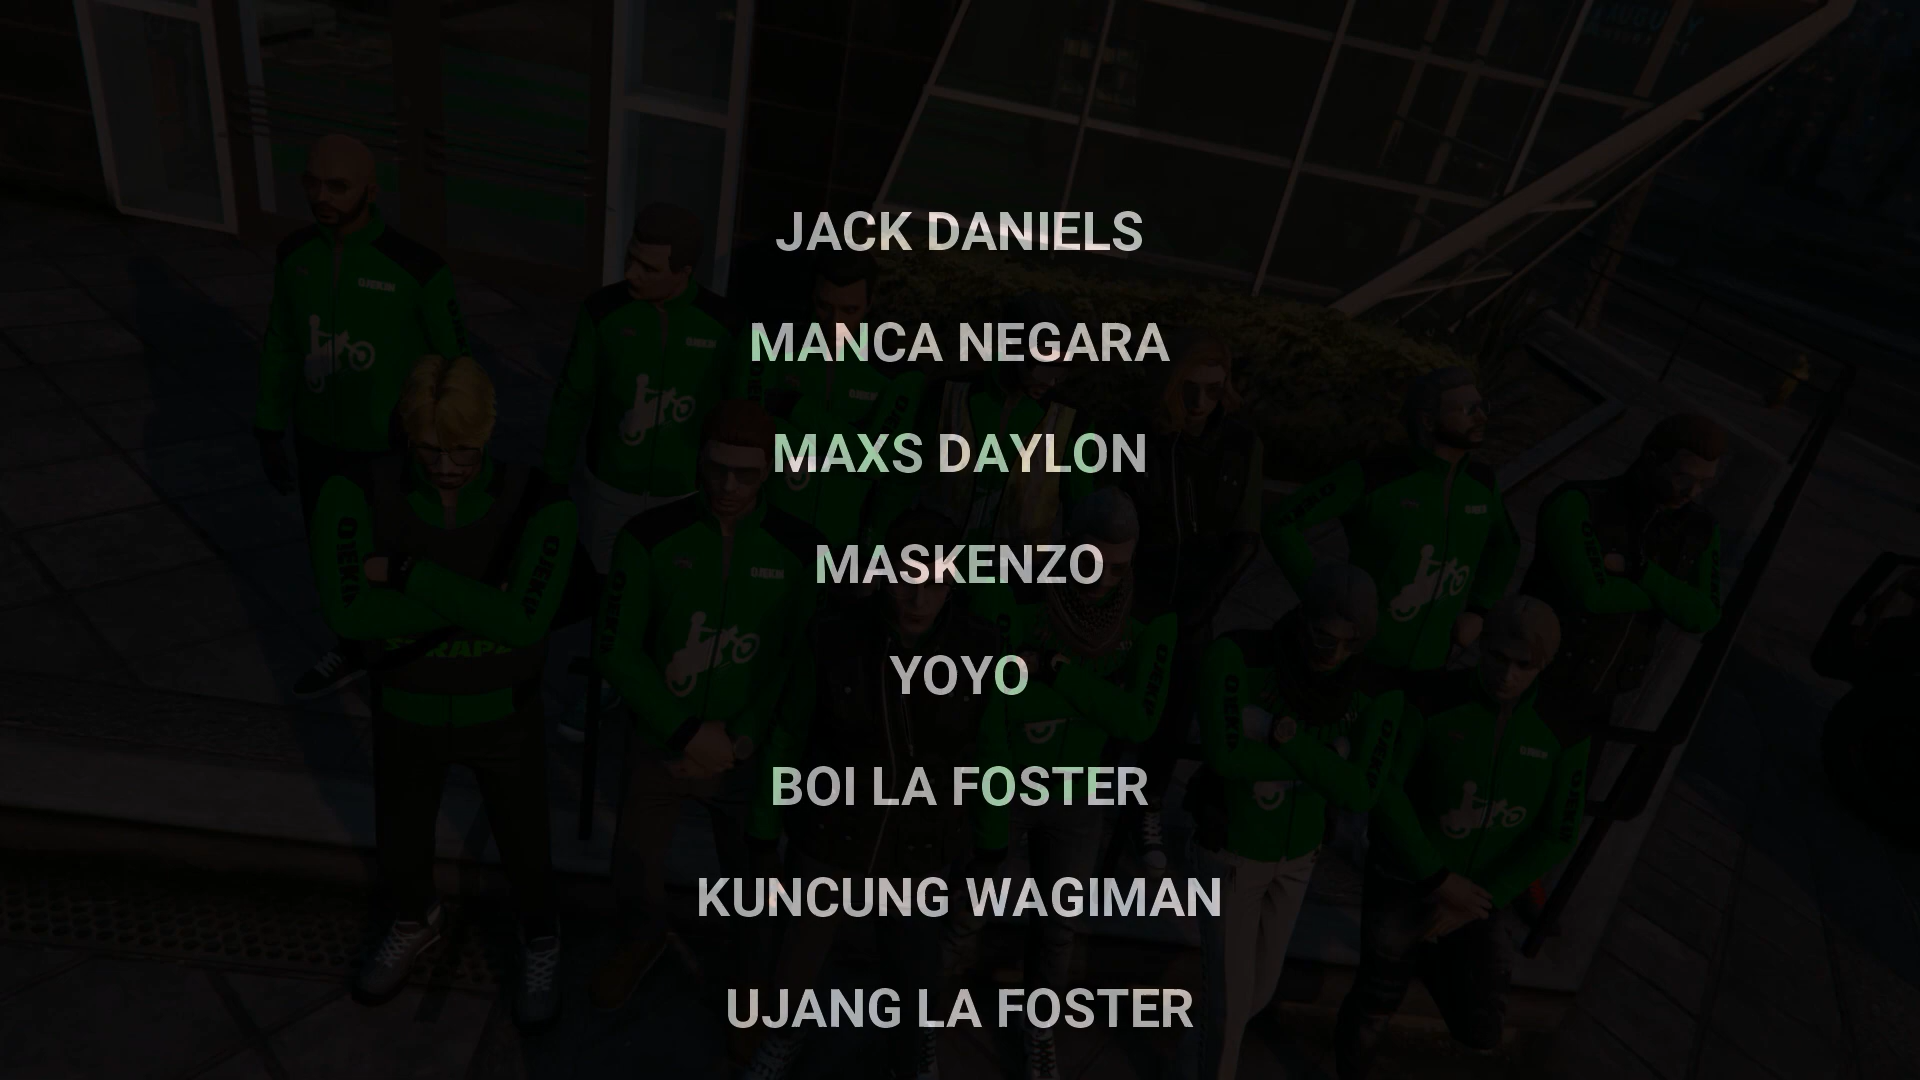 JACK DANIELS
MANCA NEGARA
MAXS DAYLON
MASKENZO
YOYO
BOI LA FOSTER
KUNCUNG WAGIMAN
UJANG LA FOSTER